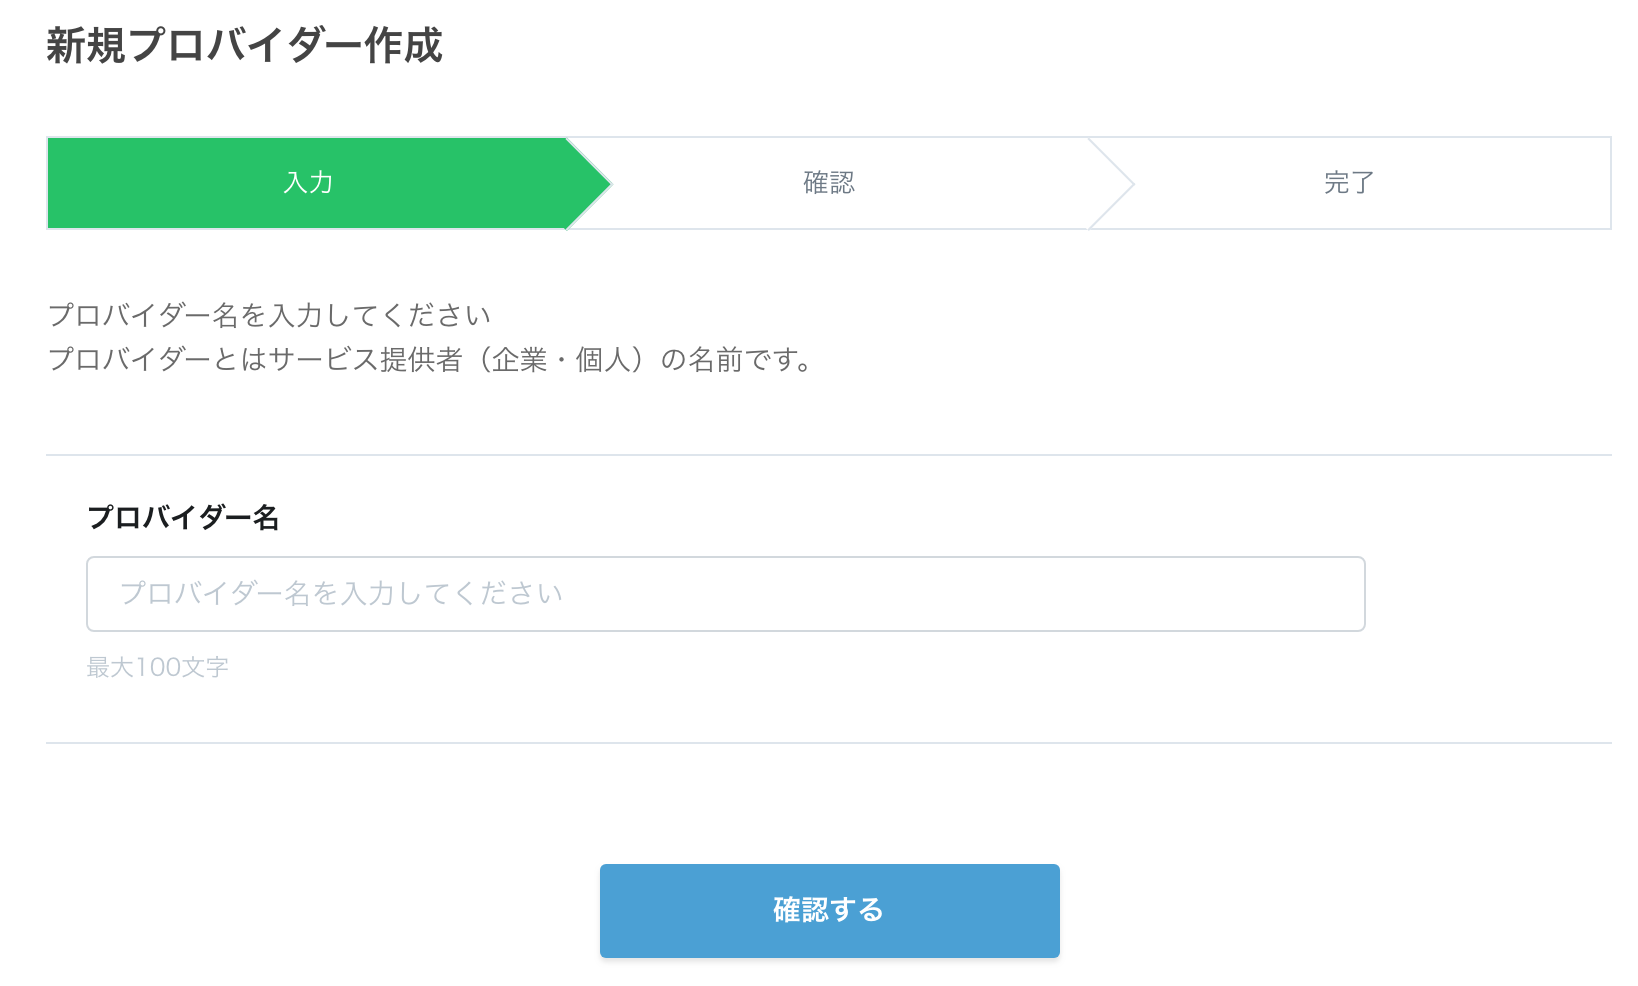 新規プロバイダー作成
入力
確認
完了
プロバイダー名を入力してください
プロバイダーとはサービス提供者（企業・個人）の名前です。
プロバイダー名
プロバイダー名を入力してください
最大100文字
確認する